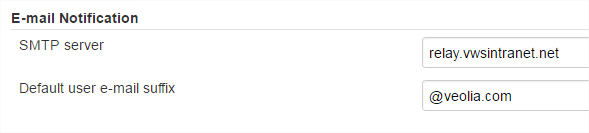 E-mail Notification
SMTP server
relay.vwsintranet.net
Default user e-mail suffix
@veolia.com